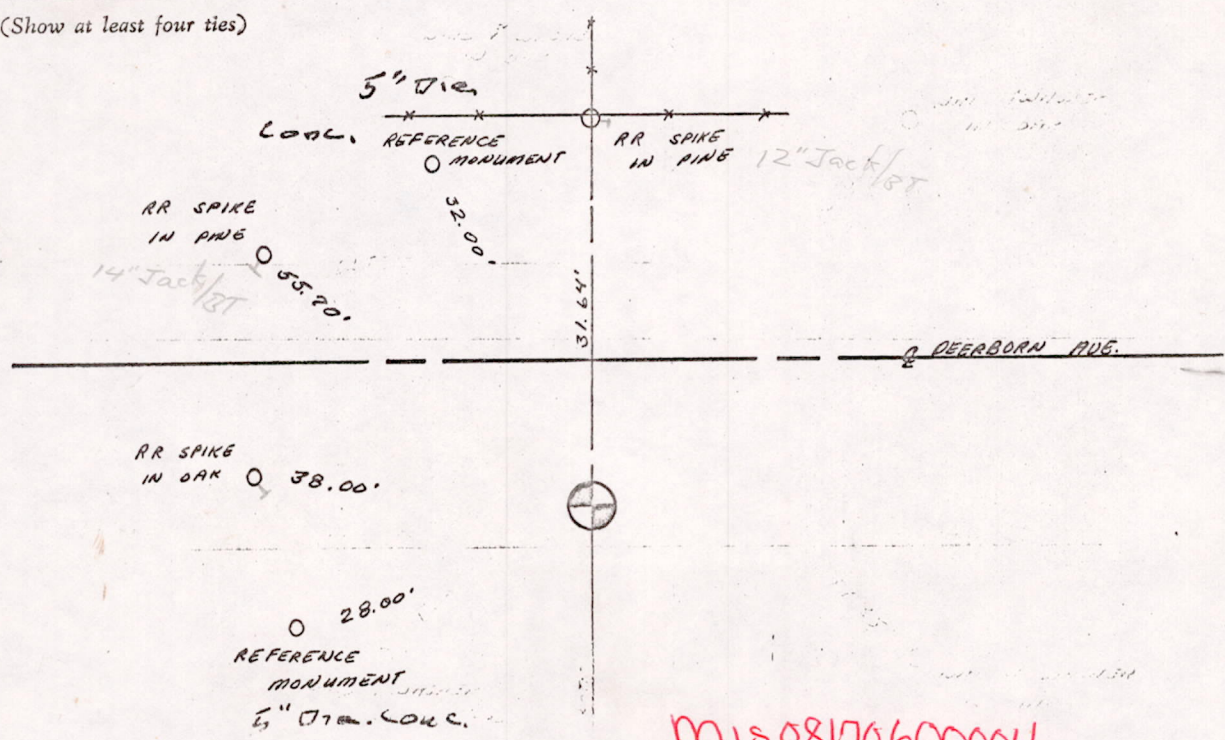 (Show at least four ties)
5" Dia.
Conc.
REFERENCE
MONUMENT
RR SPIKE
IN PINE
12" Jack/BT
32.00'
RR SPIKE
IN PINE
14" Jack/BT
55.70'
31.64'
℄ DEERBORN AVE.
RR SPIKE
IN OAK
38.00'
28.00'
REFERENCE
MONUMENT
5" Dia. Conc.